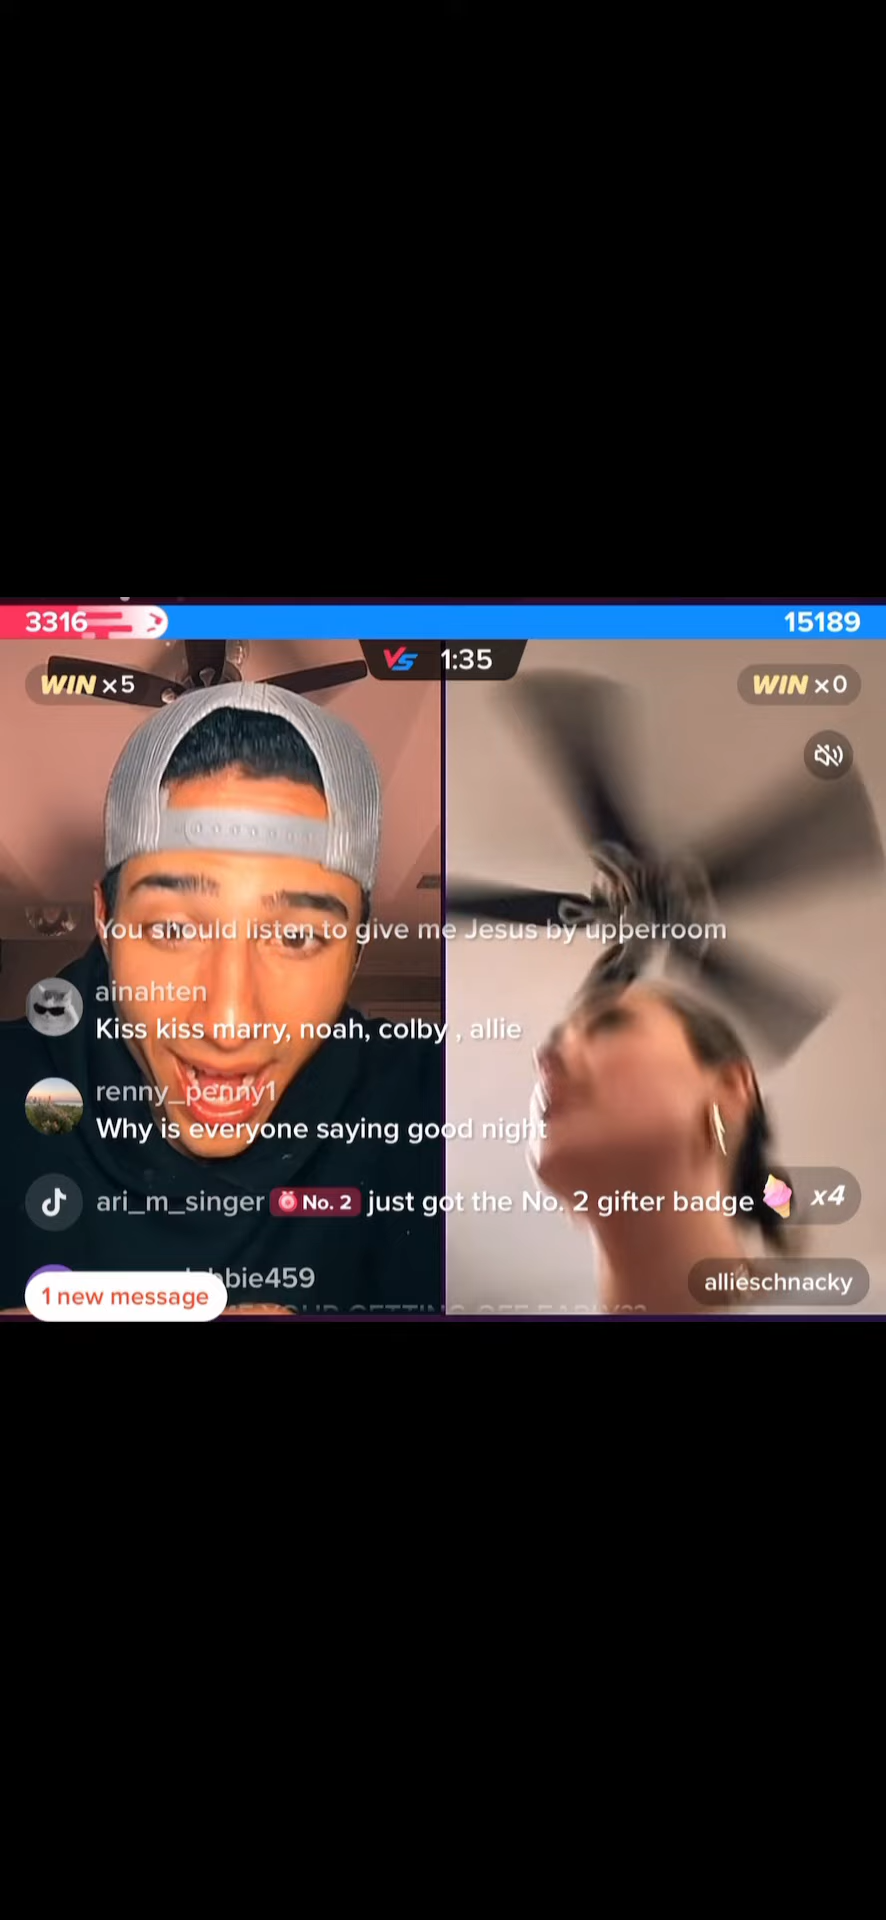 3316 15189
VS 1:35
WIN x5 WIN x0
You should listen to give me Jesus by upperroom
ainahten
Kiss kiss marry, noah, colby , allie
renny_penny1
Why is everyone saying good night
ari_m_singer No. 2 just got the No. 2 gifter badge x4
bie459
1 new message
allieschnacky